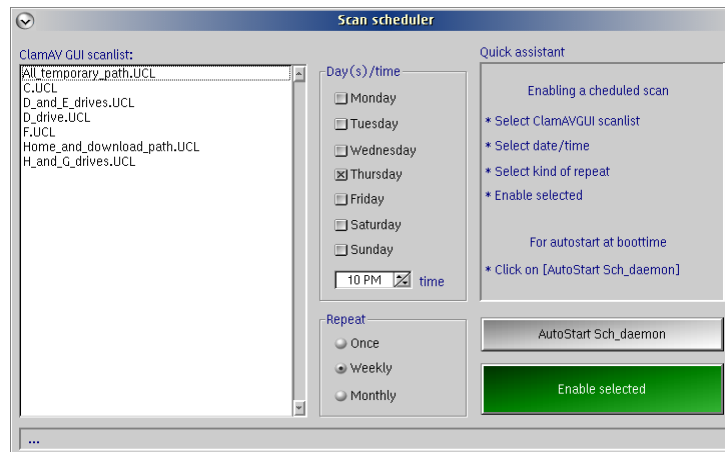 Scan scheduler
ClamAV GUI scanlist:
All_temporary_path.UCL
C.UCL
D_and_E_drives.UCL
D_drive.UCL
F.UCL
Home_and_download_path.UCL
H_and_G_drives.UCL
Day(s)/time
Monday
Tuesday
Wednesday
Thursday
Friday
Saturday
Sunday
10 PM time
Repeat
Once
Weekly
Monthly
Quick assistant
Enabling a cheduled scan
* Select ClamAVGUI scanlist
* Select date/time
* Select kind of repeat
* Enable selected
For autostart at boottime
* Click on [AutoStart Sch_daemon]
AutoStart Sch_daemon
Enable selected
...